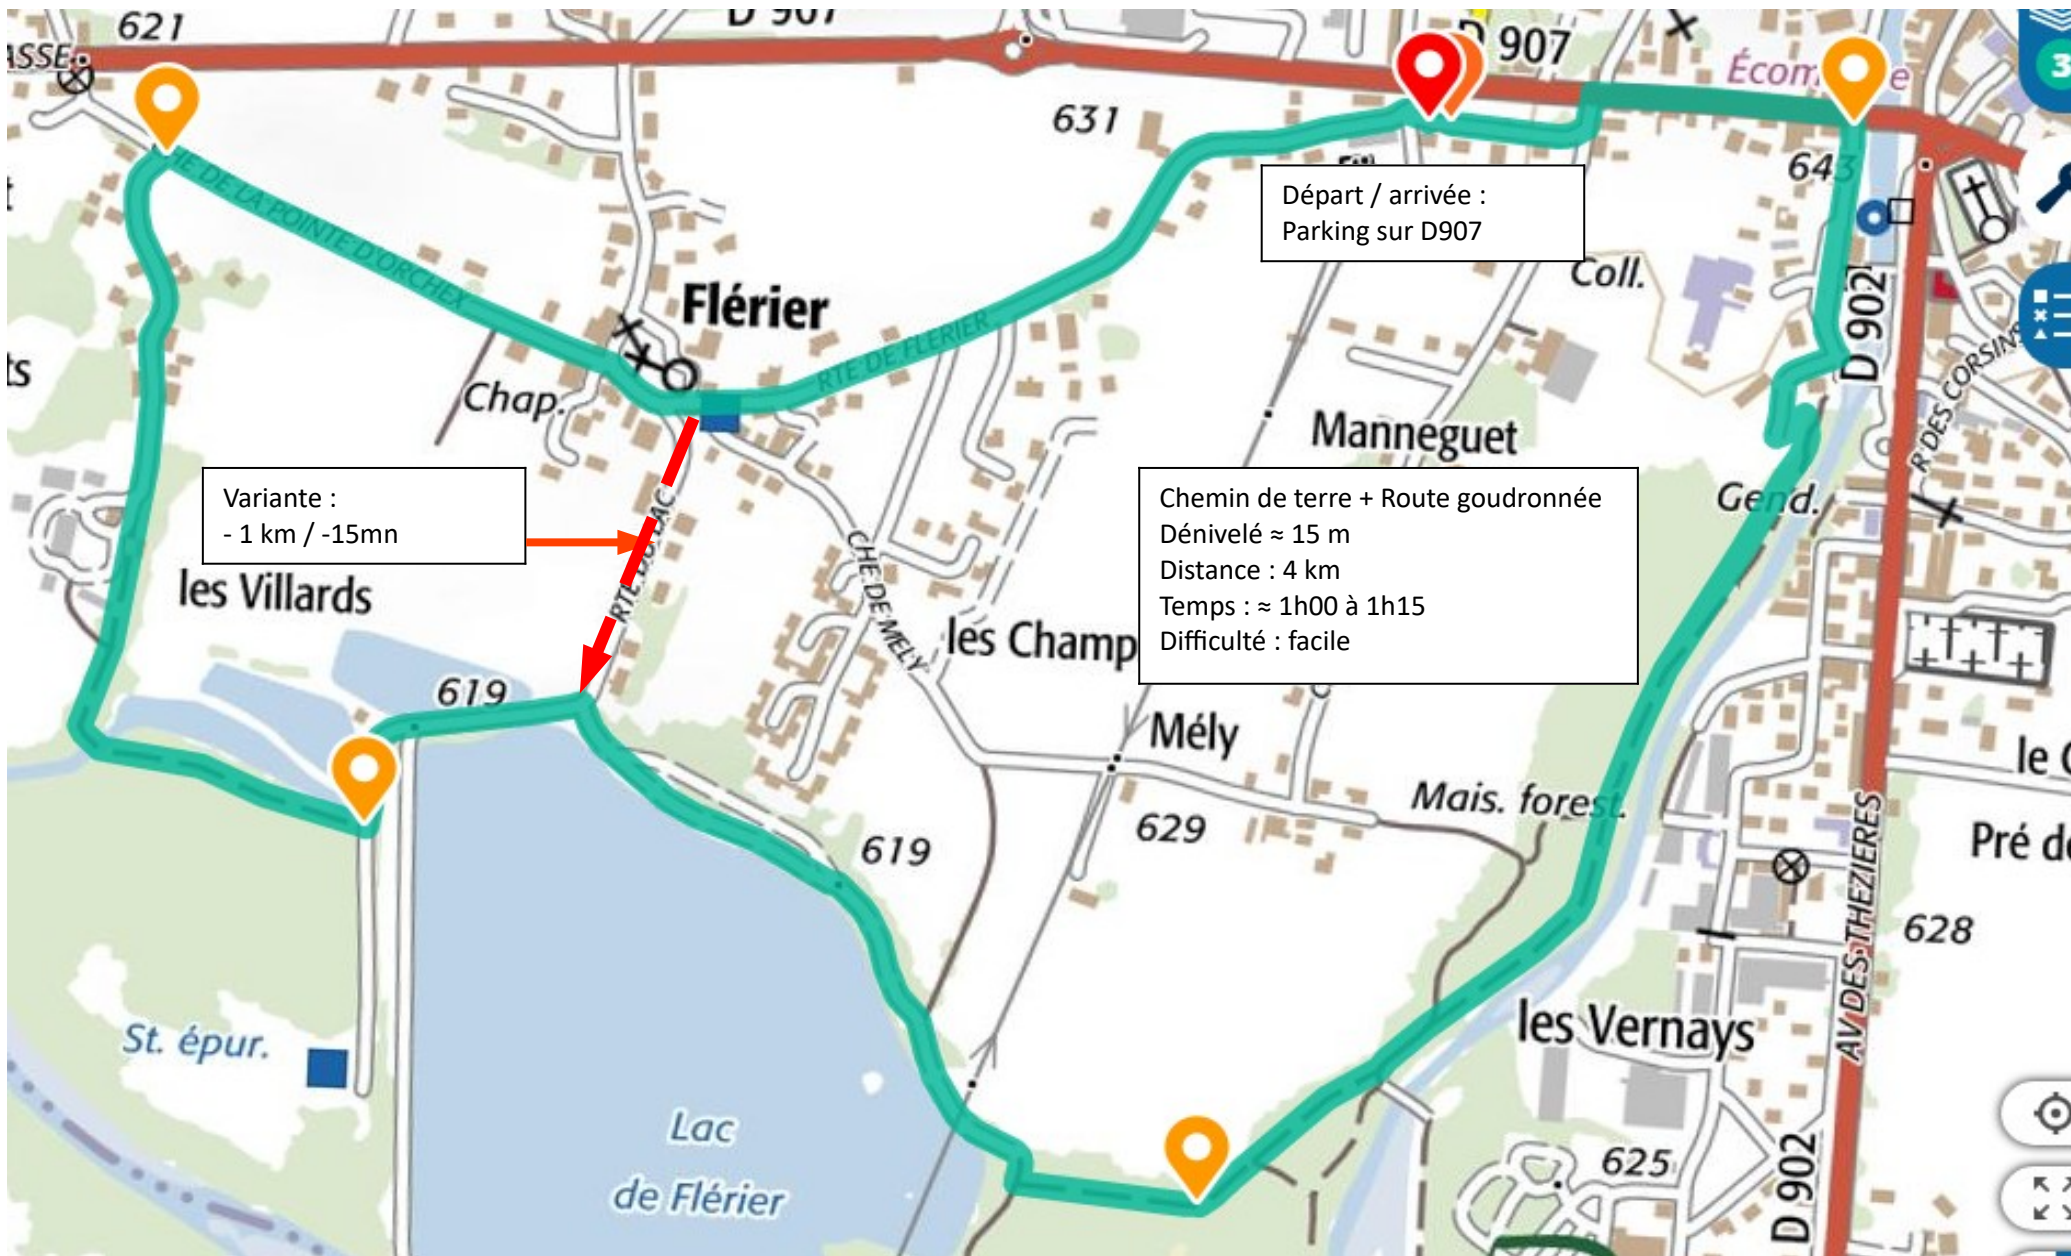 621
D 907
D 907
631
643
CHE DE LA POINTE D'ORCHEX
Départ / arrivée :
Parking sur D907
Coll.
D 902
Flérier
RTE DE FLERIER
R DES CORSINS
Chap.
Manneguet
Variante :
- 1 km / -15mn
Chemin de terre + Route goudronnée
Dénivelé ≈ 15 m
Distance : 4 km
Temps : ≈ 1h00 à 1h15
Difficulté : facile
Gend.
RTE DU LAC
CHE DE MELY
les Villards
les Champ
619
Mély
Mais. forest.
629
619
AV DES THEZIERES
628
les Vernays
St. épur.
Lac
de Flérier
625
D 902